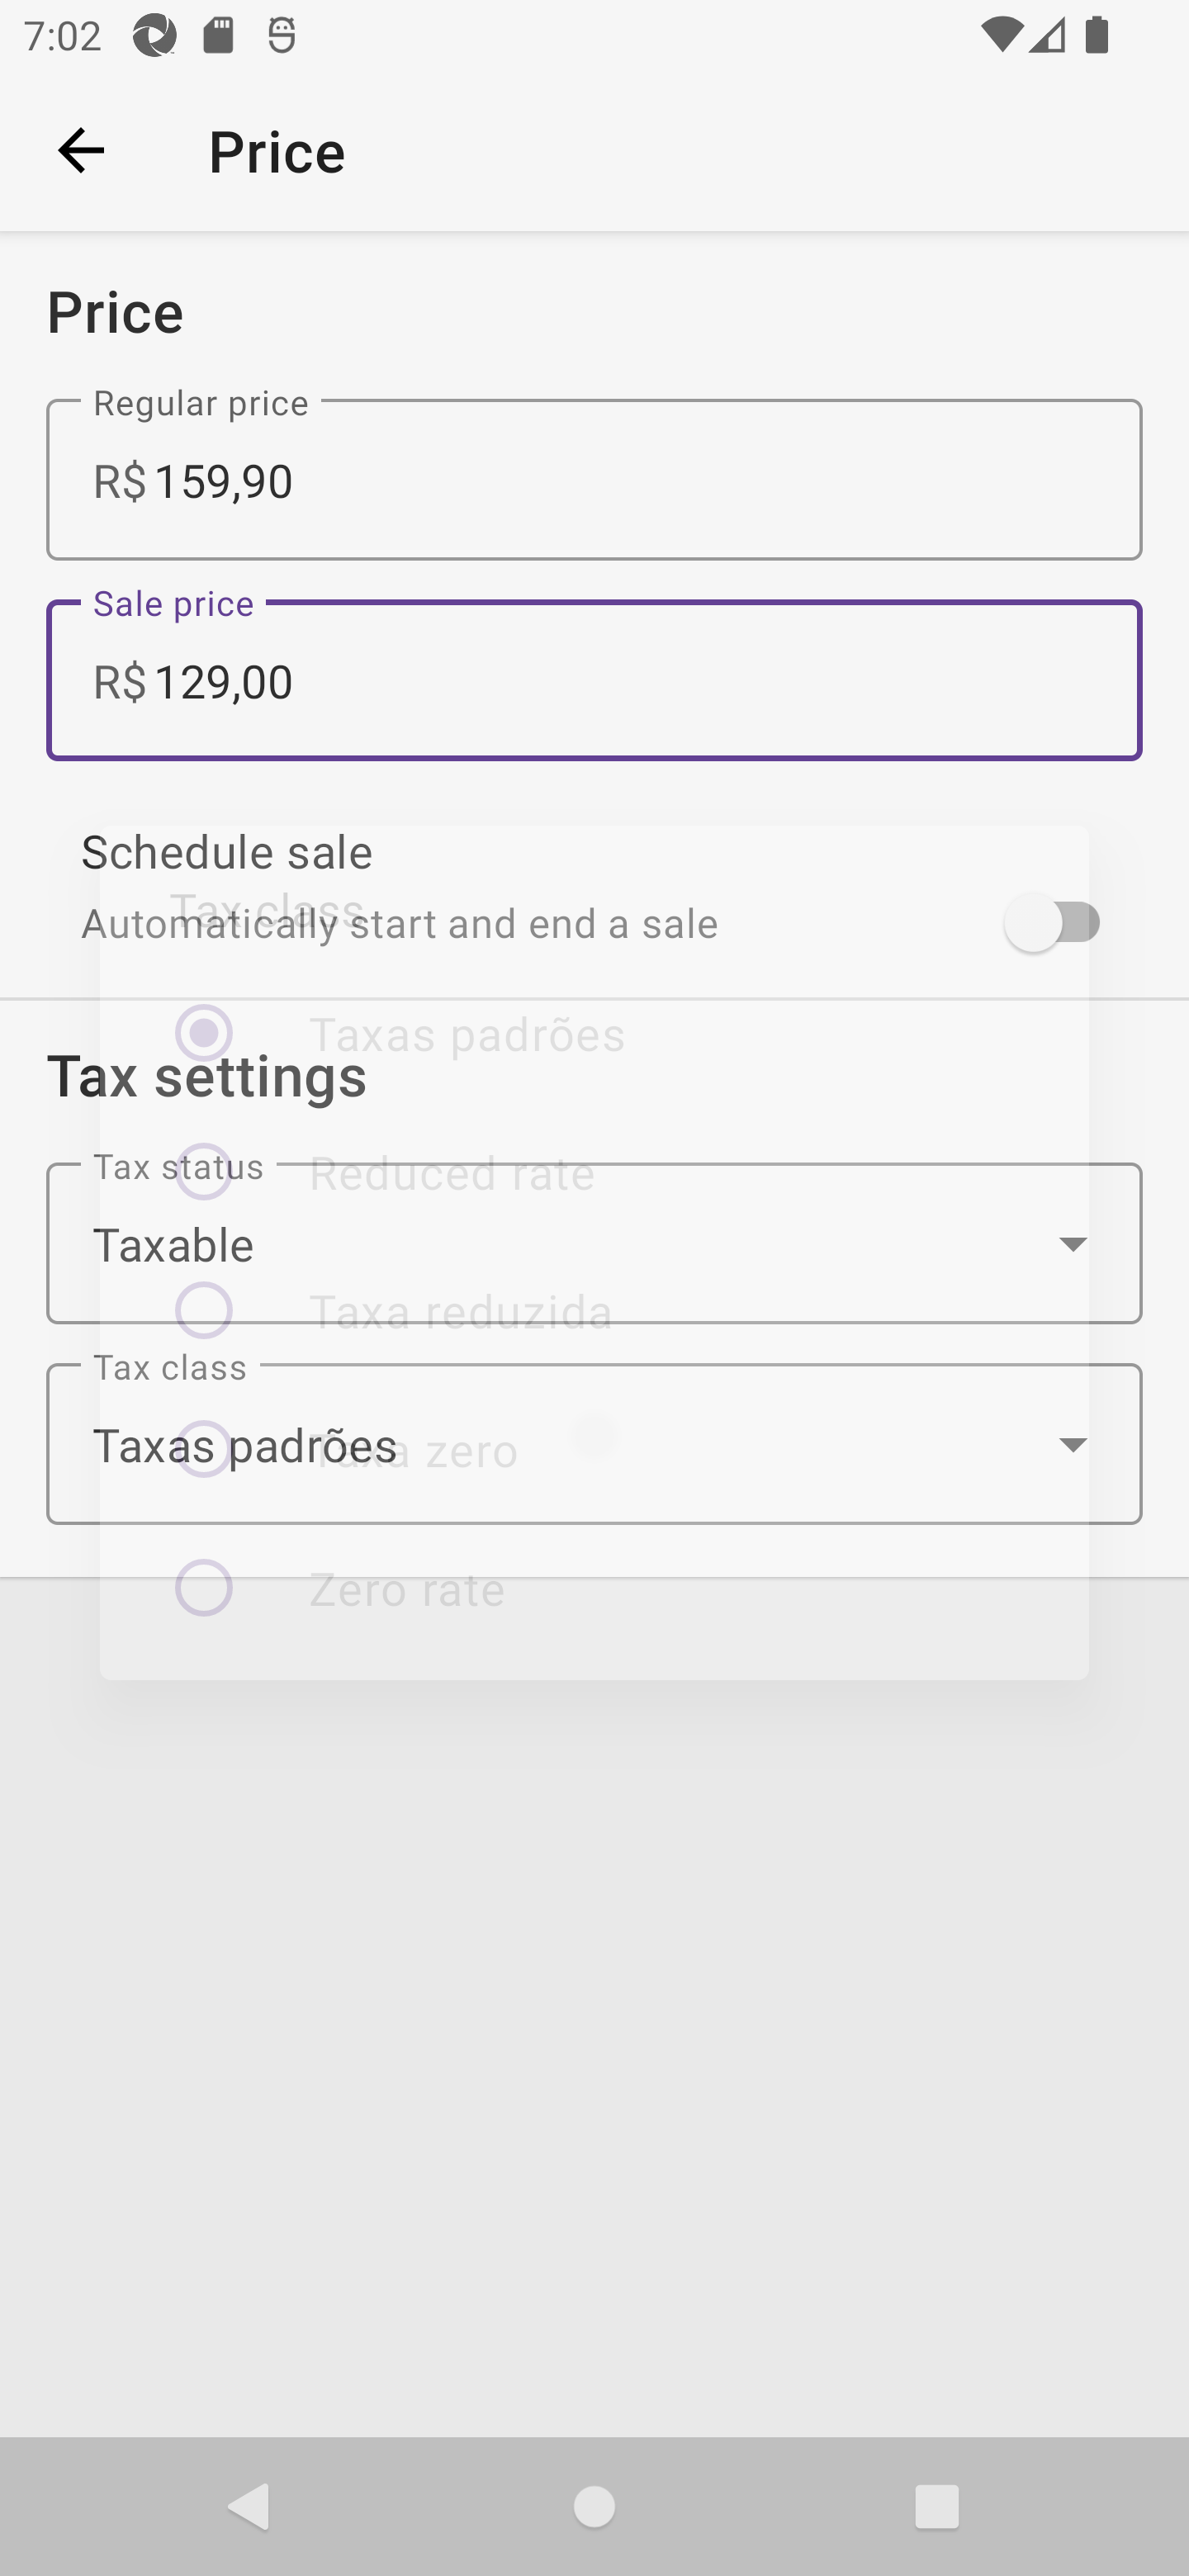 7:02
Price
Price
Regular price
R$ 159,90
Sale price
R$ 129,00
Schedule sale
Automatically start and end a sale
Tax class
Taxas padrões
Tax settings
Tax status
Reduced rate
Taxable
Taxa reduzida
Tax class
Taxas padrões
Taxa zero
Zero rate